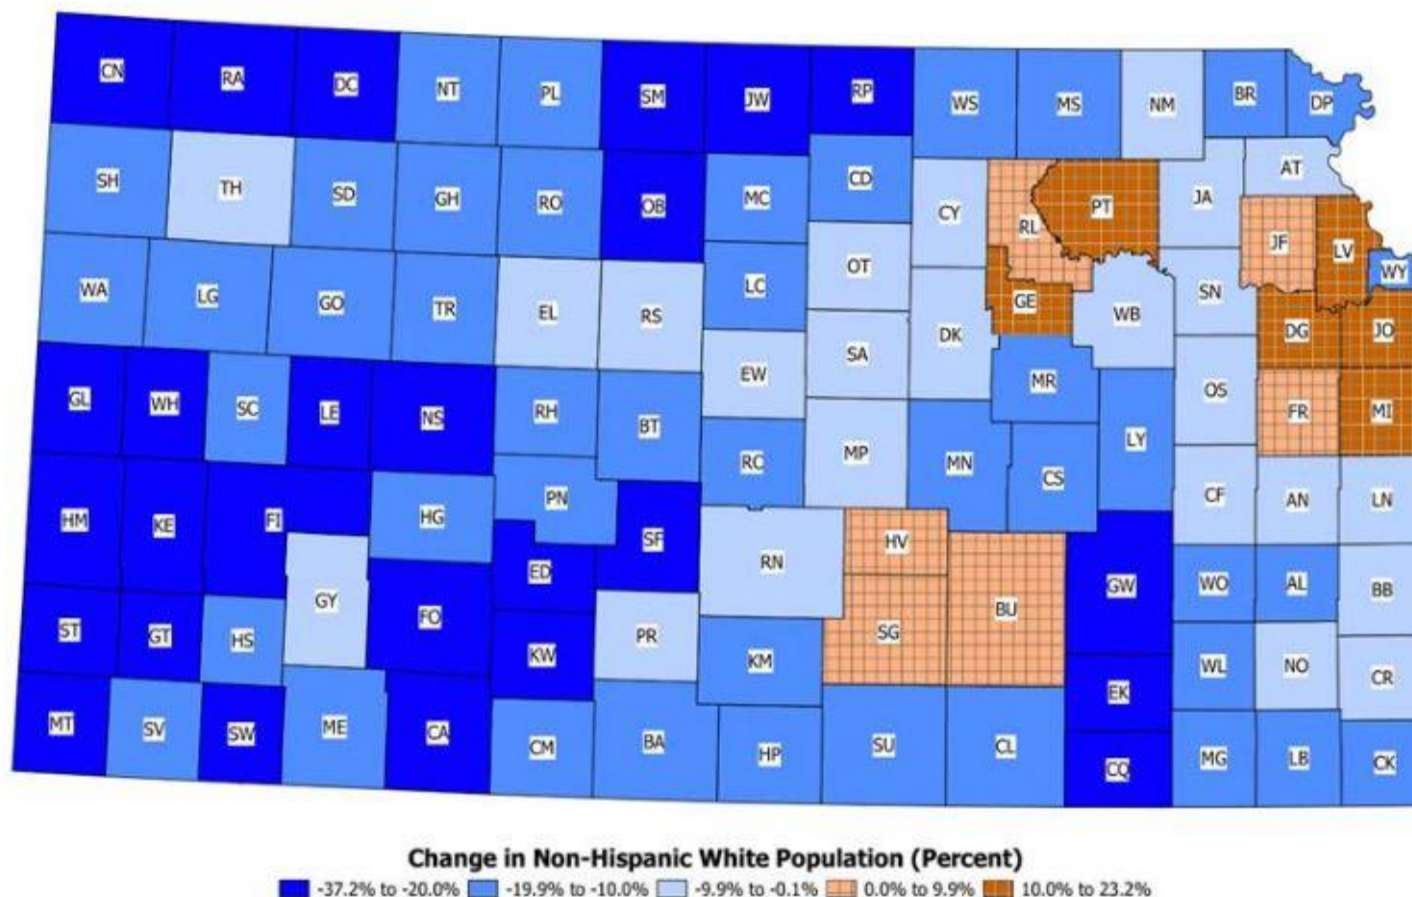 CN RA DC NT PL SM JW RP WS MS NM BR DP
SH TH SD GH RO OB MC CD CY RL PT JA AT
WA LG GO TR EL RS LC OT DK GE WB SN JF LV WY
GL WH SC LE NS RH BT EW SA MR LY OS DG JO
FR MI
HM KE FI HG PN SF RC MP MN CS CF AN LN
ST GT HS GY FO ED KW PR RN HV SG BU GW WO AL BB
MT SV SW ME CA CM BA KM HP SU CL EK CQ WL NO CR
MG LB CK
Change in Non-Hispanic White Population (Percent)
-37.2% to -20.0% -19.9% to -10.0% -9.9% to -0.1% 0.0% to 9.9% 10.0% to 23.2%